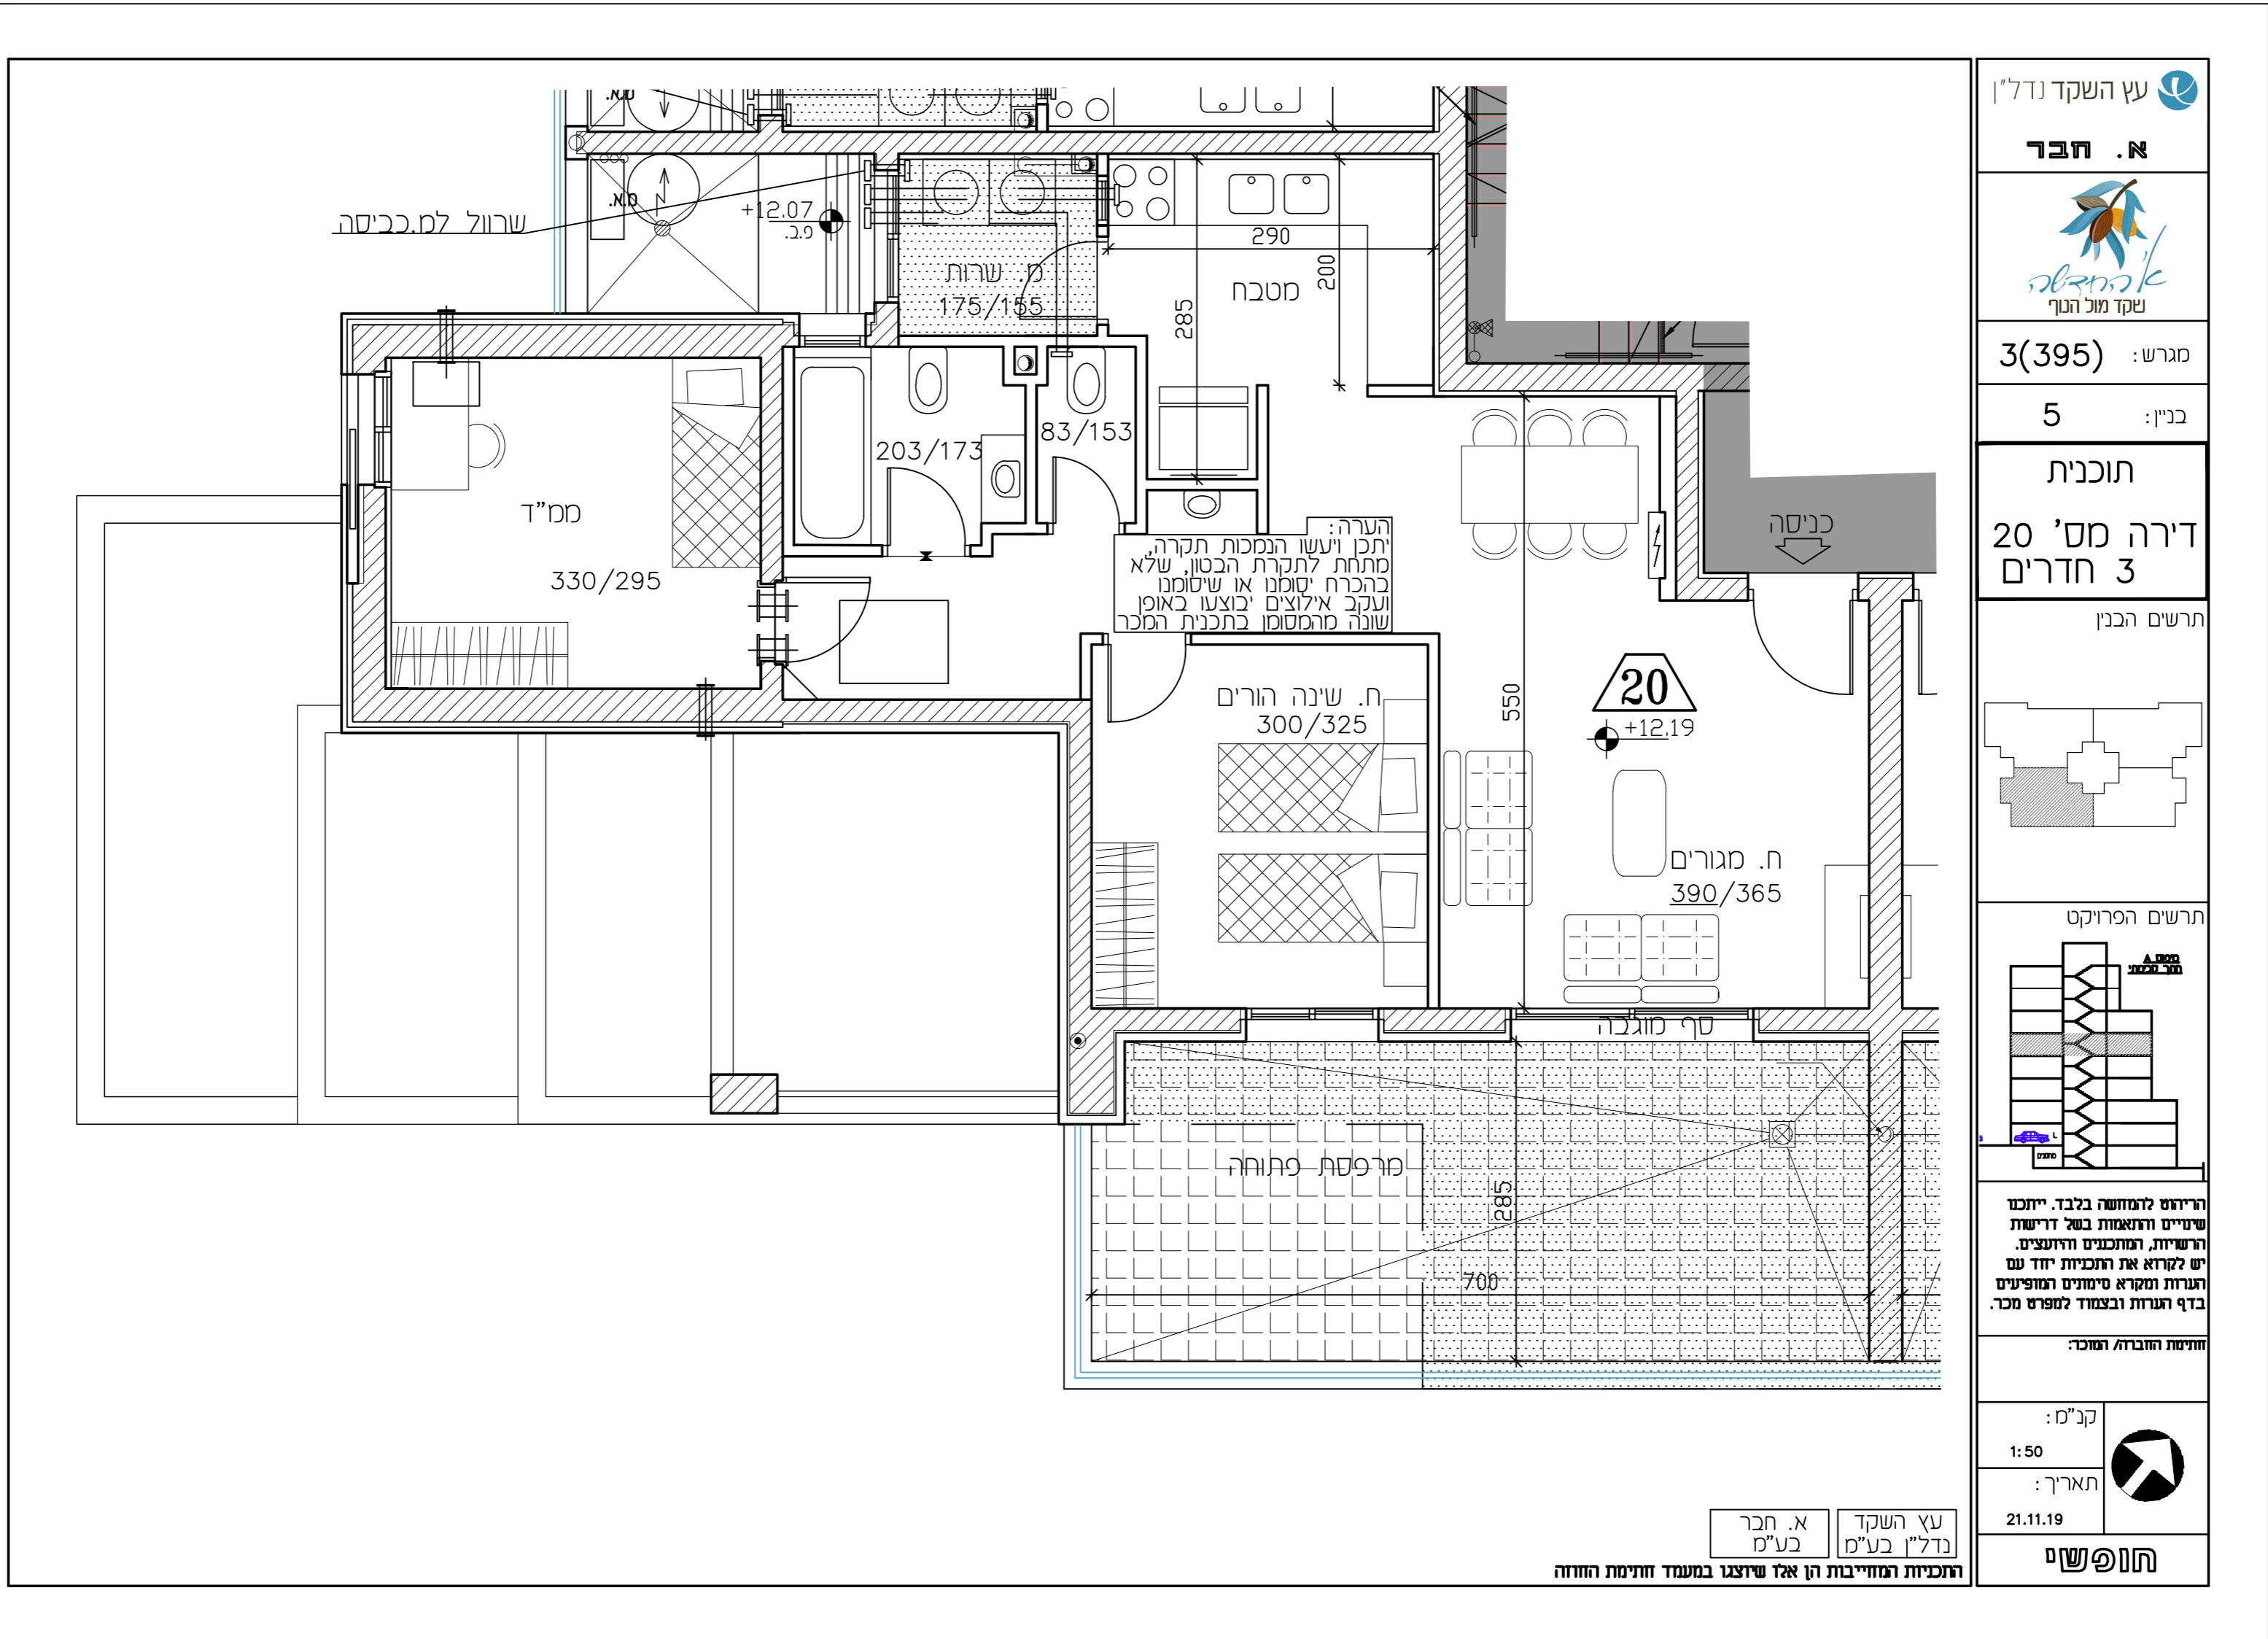 מ.א.
מ.א.
שרוול למ.כביסה
+12.07
פ.ב.
מ. שרות
175/155
290
200
285
מטבח
203/173
83/153
ממ"ד
330/295
הערה:
יתכן ויעשו הנמכות תקרה,
מתחת לתקרת הבטון, שלא
בהכרח יסומנו או שיסומנו
ועקב אילוצים יבוצעו באופן
שונה מהמסומן בתכנית המכר
כניסה
20
+12.19
550
ח. שינה הורים
300/325
ח. מגורים
390/365
סף מוגבה
מרפסת פתוחה
285
700
עץ השקד
נדל"ן בע"מ
א. חבר
בע"מ
התכניות המחייבות הן אלו שיוצגו במעמד חתימת החוזה
עץ השקד נדל"ן
א. חבר
א' החדשה
שקד מול הנוף
מגרש: 3(395)
בניין: 5
תוכנית
דירה מס' 20
3 חדרים
תרשים הבנין
תרשים הפרויקט
הריהוט להמחשה בלבד. ייתכנו
שינויים והתאמות בשל דרישות
הרשויות, המתכננים והיועצים.
יש לקרוא את התכניות יחד עם
הערות ומקרא סימונים המופיעים
בדף הערות ובצמוד למפרט מכר.
חתימת החברה/ המוכר:
קנ"מ:
1:50
תאריך:
21.11.19
חופשי